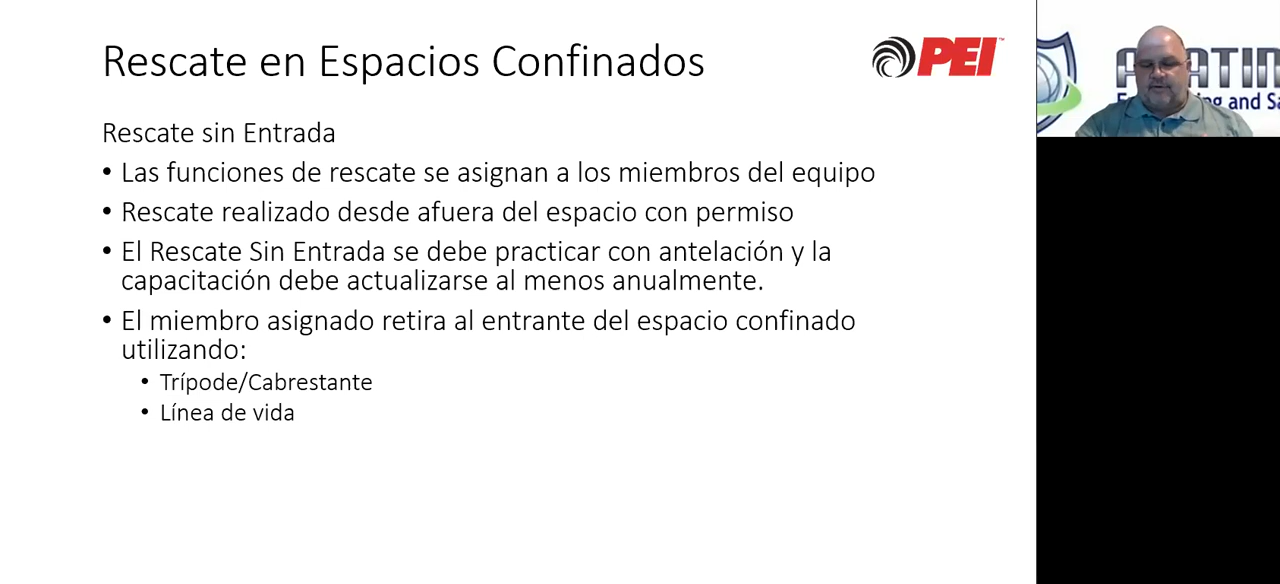 Rescate en Espacios Confinados
PEI
Rescate sin Entrada
• Las funciones de rescate se asignan a los miembros del equipo
• Rescate realizado desde afuera del espacio con permiso
• El Rescate Sin Entrada se debe practicar con antelación y la
capacitación debe actualizarse al menos anualmente.
• El miembro asignado retira al entrante del espacio confinado
utilizando:
• Trípode/Cabrestante
• Línea de vida
and